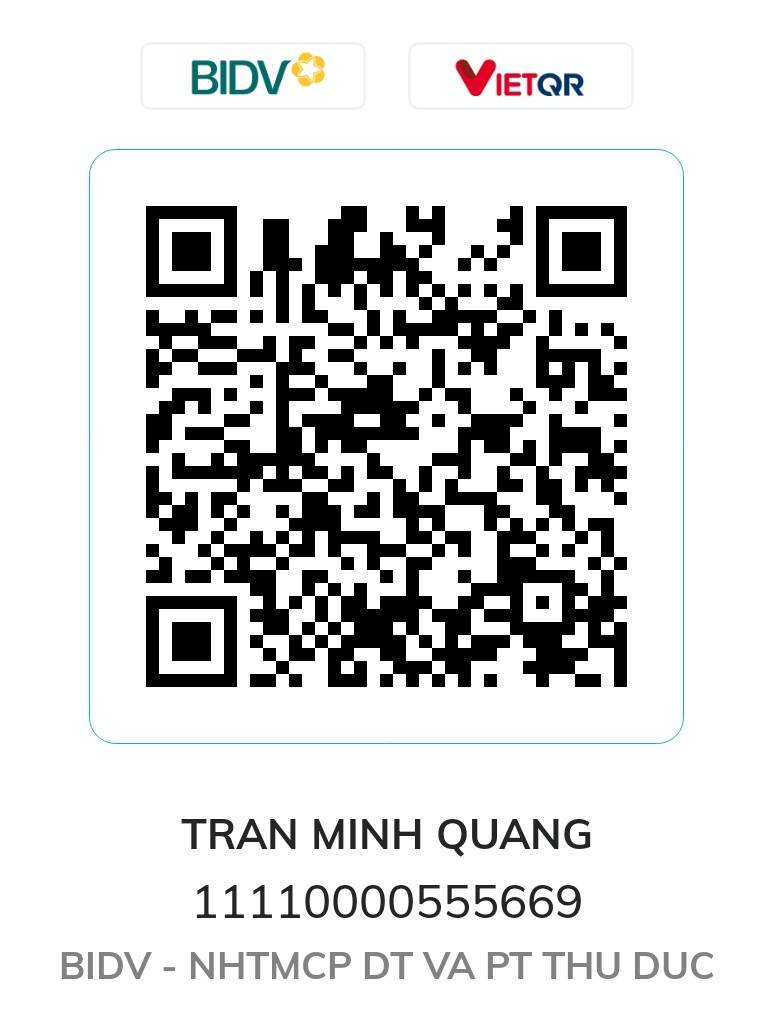 BIDV VIETQR
TRAN MINH QUANG
11110000555669
BIDV - NHTMCP DT VA PT THU DUC